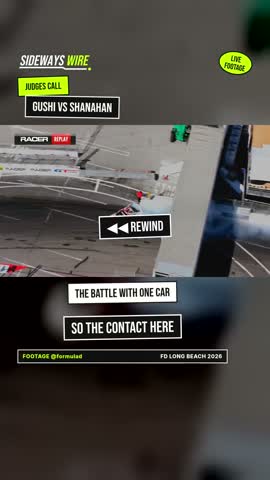 SIDEWAYS WIRE.
LIVE FOOTAGE
JUDGES CALL
GUSHI VS SHANAHAN
RACER REPLAY
REWIND
THE BATTLE WITH ONE CAR
SO THE CONTACT HERE
FOOTAGE @formulad
FD LONG BEACH 2026